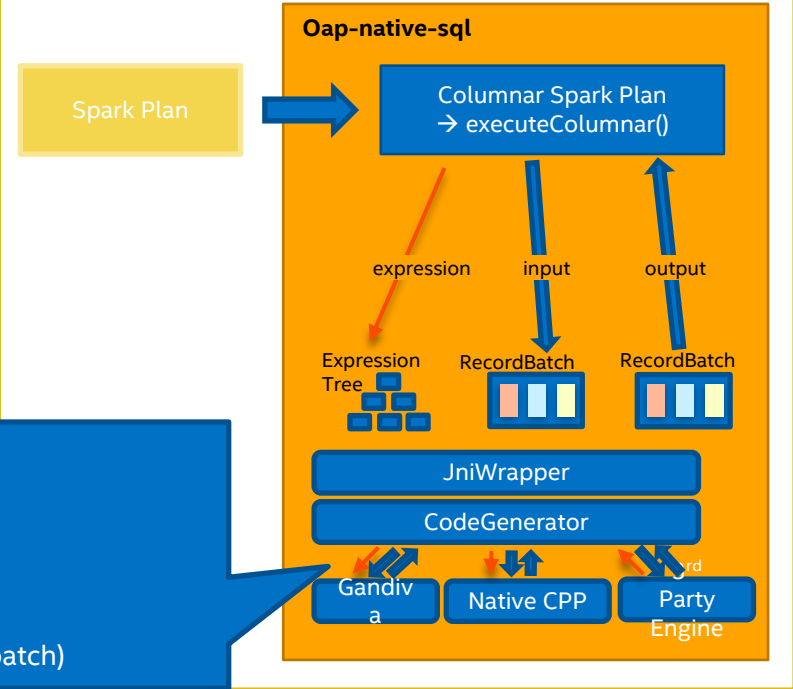 Oap-native-sql
Spark Plan
Columnar Spark Plan
→ executeColumnar()
expression
input
output
Expression
Tree
RecordBatch
RecordBatch
JniWrapper
CodeGenerator
Gandiv
a
Native CPP
rd
Party
Engine
atch)